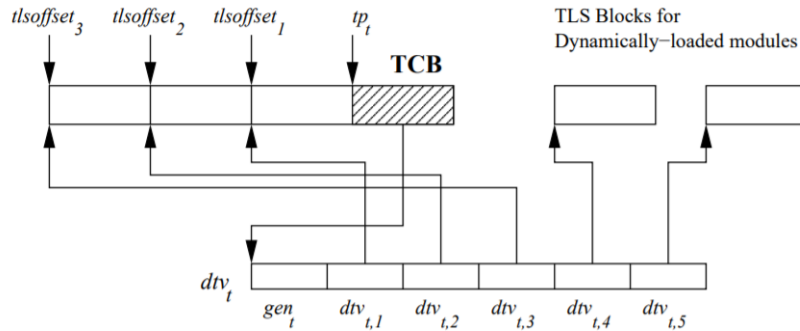 tlsoffset3 tlsoffset2 tlsoffset1 tpt TLS Blocks for
Dynamically−loaded modules
TCB
dtvt
gent dtvt,1 dtvt,2 dtvt,3 dtvt,4 dtvt,5